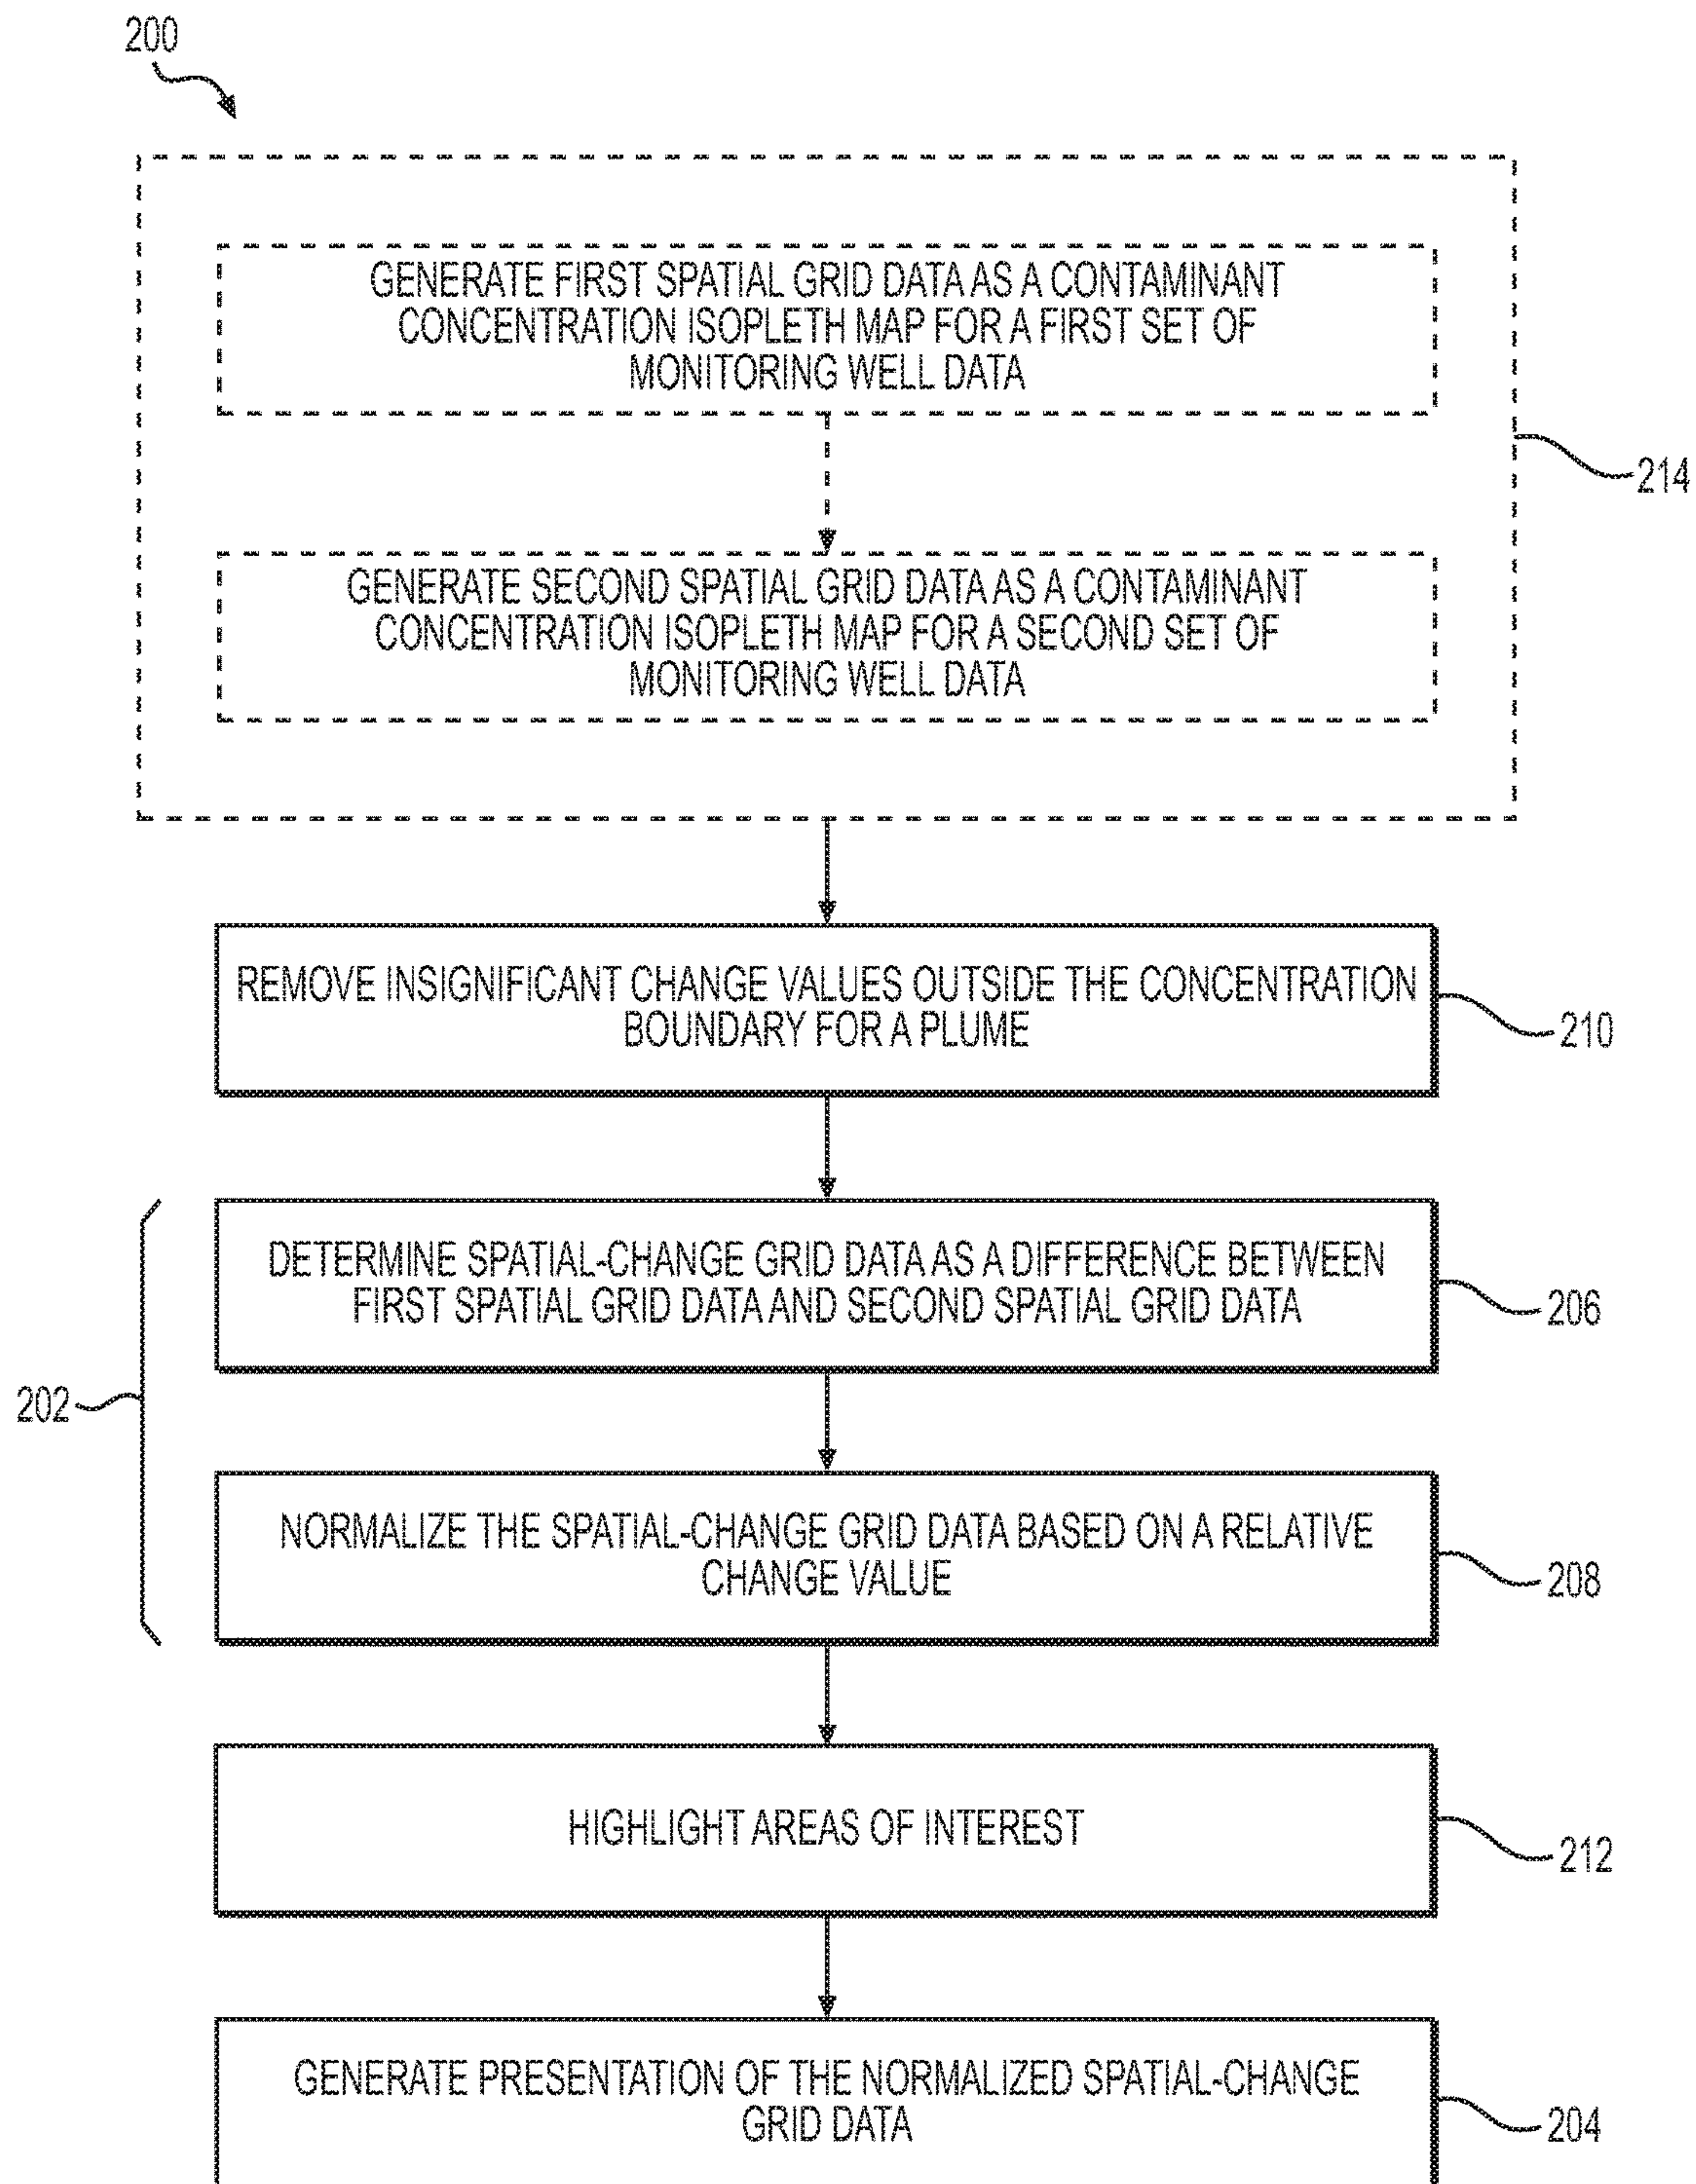 200
GENERATE FIRST SPATIAL GRID DATA AS A CONTAMINANT
CONCENTRATION ISOPLETH MAP FOR A FIRST SET OF
MONITORING WELL DATA
214
GENERATE SECOND SPATIAL GRID DATA AS A CONTAMINANT
CONCENTRATION ISOPLETH MAP FOR A SECOND SET OF
MONITORING WELL DATA
REMOVE INSIGNIFICANT CHANGE VALUES OUTSIDE THE CONCENTRATION
BOUNDARY FOR A PLUME
210
DETERMINE SPATIAL-CHANGE GRID DATA AS A DIFFERENCE BETWEEN
FIRST SPATIAL GRID DATA AND SECOND SPATIAL GRID DATA
206
202
NORMALIZE THE SPATIAL-CHANGE GRID DATA BASED ON A RELATIVE
CHANGE VALUE
208
HIGHLIGHT AREAS OF INTEREST
212
GENERATE PRESENTATION OF THE NORMALIZED SPATIAL-CHANGE
GRID DATA
204